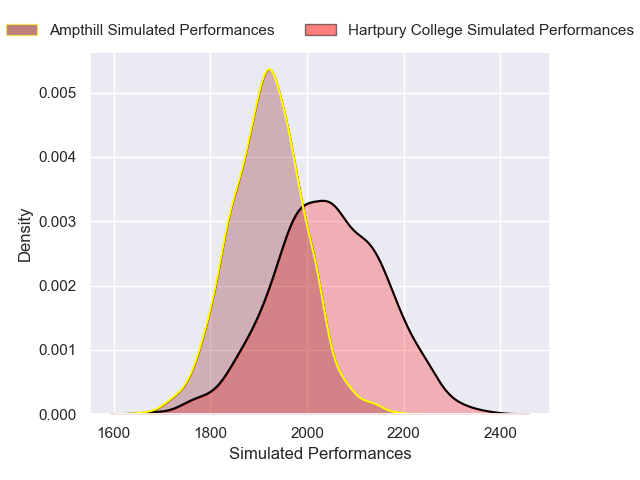 Ampthill Simulated Performances
Hartpury College Simulated Performances
Density
0.005
0.004
0.003
0.002
0.001
0.000
1600
1800
2000
2200
2400
Simulated Performances